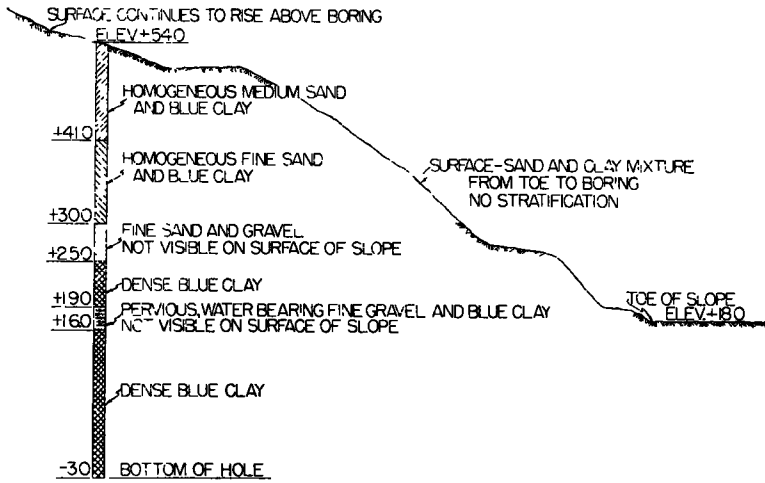 SURFACE CONTINUES TO RISE ABOVE BORING
ELEV.+540
HOMOGENEOUS MEDIUM SAND
AND BLUE CLAY
+410
HOMOGENEOUS FINE SAND
AND BLUE CLAY
SURFACE-SAND AND CLAY MIXTURE
FROM TOE TO BORING
NO STRATIFICATION
+300
FINE SAND AND GRAVEL
NOT VISIBLE ON SURFACE OF SLOPE
+250
DENSE BLUE CLAY
+190
PERVIOUS, WATER BEARING FINE GRAVEL AND BLUE CLAY
NOT VISIBLE ON SURFACE OF SLOPE
+160
TOE OF SLOPE
ELEV.+180
DENSE BLUE CLAY
-30 BOTTOM OF HOLE